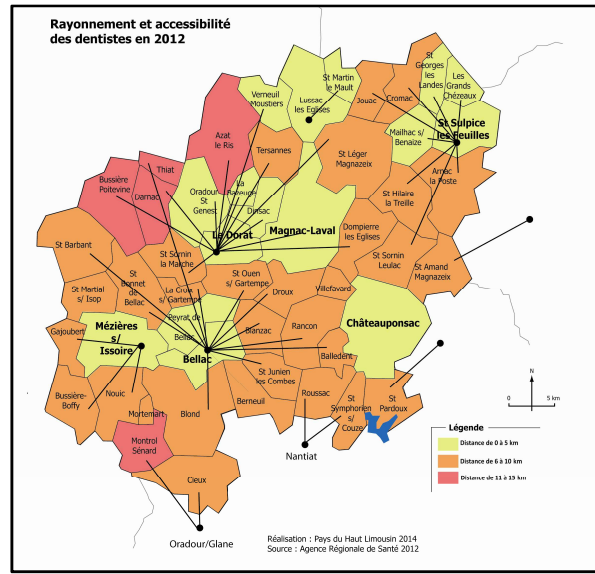 Rayonnement et accessibilité
des dentistes en 2012
St Georges
les
Landes
Les
Grands
Chézeaux
St Martin
le Mault
Verneuil
Moustiers
Lussac
les Eglises
Jouac
Cromac
St Sulpice
les Feuilles
Mailhac s/
Benaize
Azat
le Ris
Tersannes
St Léger
Magnazeix
Arnac
la Poste
Thiat
Bussière
Poitevine
Darnac
Oradour
St
Genest
La
Dinsac
St Hilaire
la Treille
Magnac-Laval
Le Dorat
Dompierre
les Eglises
St Barbant
St Sornin
la Marche
St Sornin
Leulac
St Amand
Magnazeix
St
Bonnet
de
Bellac
St Ouen
s/ Gartempe
La Croix
s/ Gartempe
Droux
Villefavard
St Martial
s/ Isop
Peyrat de
Bellac
Châteauponsac
Gajoubert
Mézières
s/
Issoire
Blanzac
Rancon
Bellac
Balledent
St Junien
les Combes
Bussière-
Boffy
Nouic
Mortemart
Blond
Berneuil
Roussac
St
Symphorien
s/
Couze
St
Pardoux
Montrol
Sénard
Nantiat
Cieux
Oradour/Glane
N
0
5 km
Légende
Distance de 0 à 5 km
Distance de 6 à 10 km
Distance de 11 à 15 km
Réalisation : Pays du Haut Limousin 2014
Source : Agence Régionale de Santé 2012